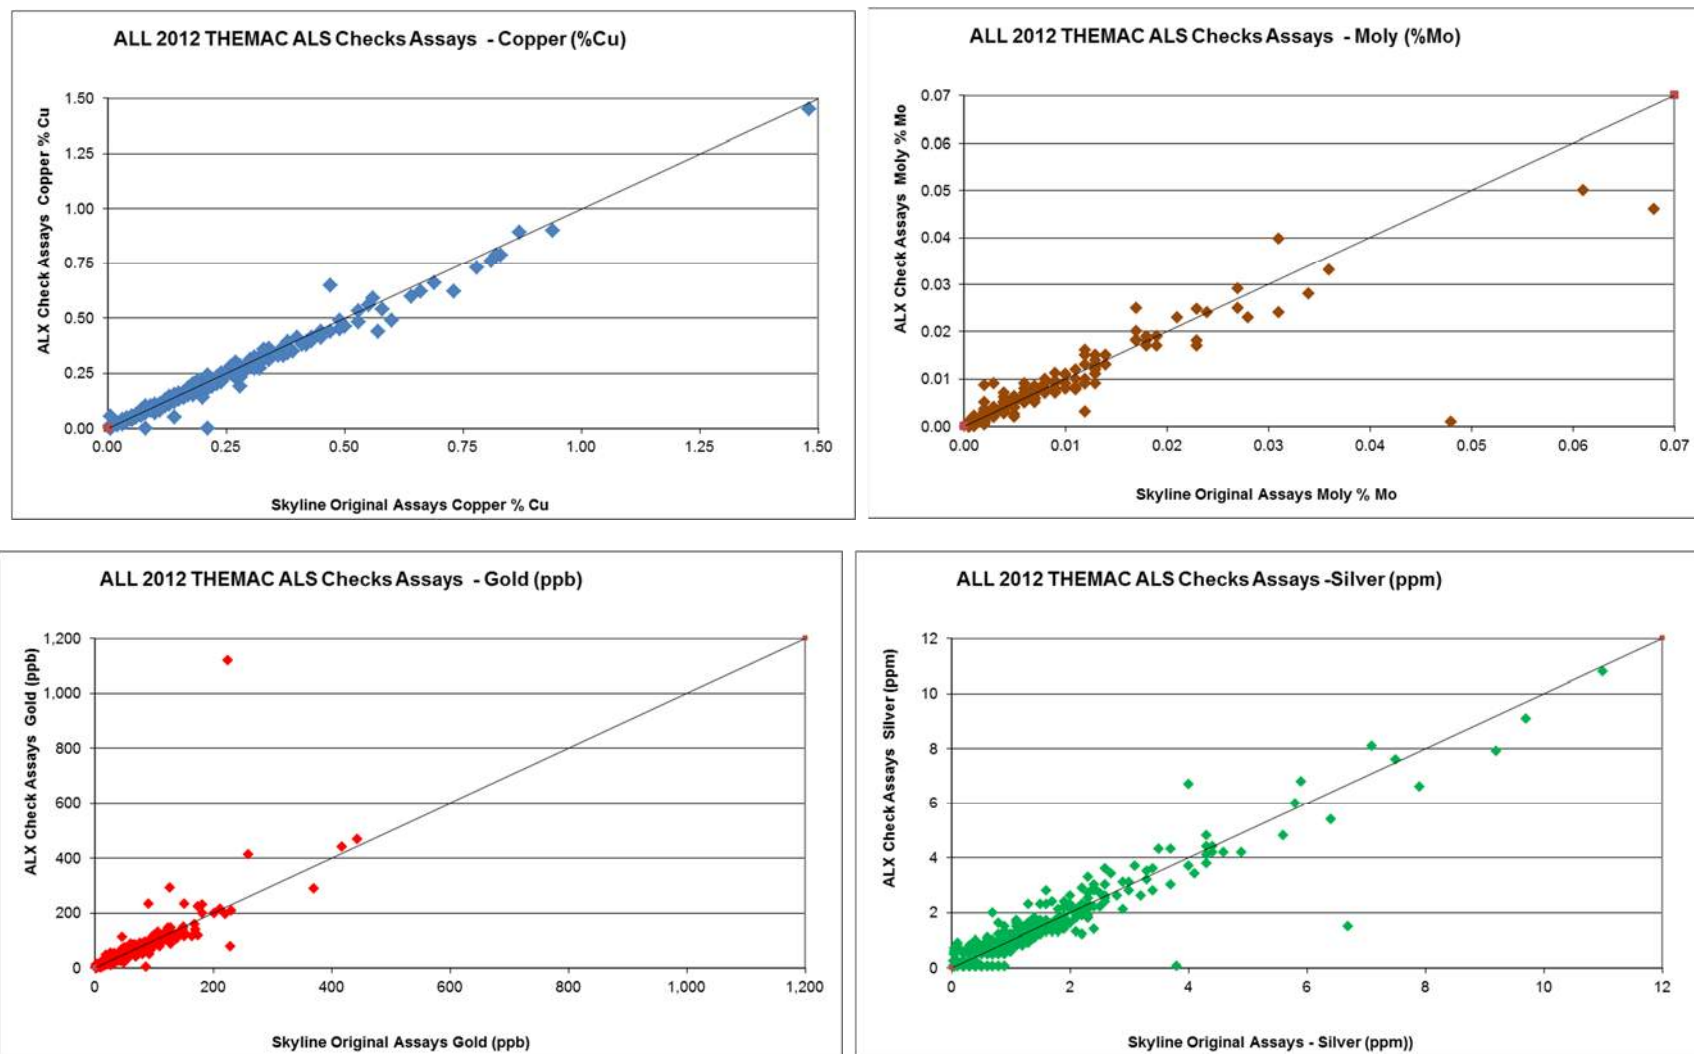 ALL 2012 THEMAC ALS Checks Assays - Copper (%Cu)
ALX Check Assays Copper % Cu
1.50
1.25
1.00
0.75
0.50
0.25
0.00
0.00 0.25 0.50 0.75 1.00 1.25 1.50
Skyline Original Assays Copper % Cu
ALL 2012 THEMAC ALS Checks Assays - Moly (%Mo)
ALX Check Assays Moly % Mo
0.07
0.06
0.05
0.04
0.03
0.02
0.01
0.00
0.00 0.01 0.02 0.03 0.04 0.05 0.06 0.07
Skyline Original Assays Moly % Mo
ALL 2012 THEMAC ALS Checks Assays - Gold (ppb)
ALX Check Assays Gold (ppb)
1,200
1,000
800
600
400
200
0
0 200 400 600 800 1,000 1,200
Skyline Original Assays Gold (ppb)
ALL 2012 THEMAC ALS Checks Assays -Silver (ppm)
ALX Check Assays Silver (ppm)
12
10
8
6
4
2
0
0 2 4 6 8 10 12
Skyline Original Assays - Silver (ppm))